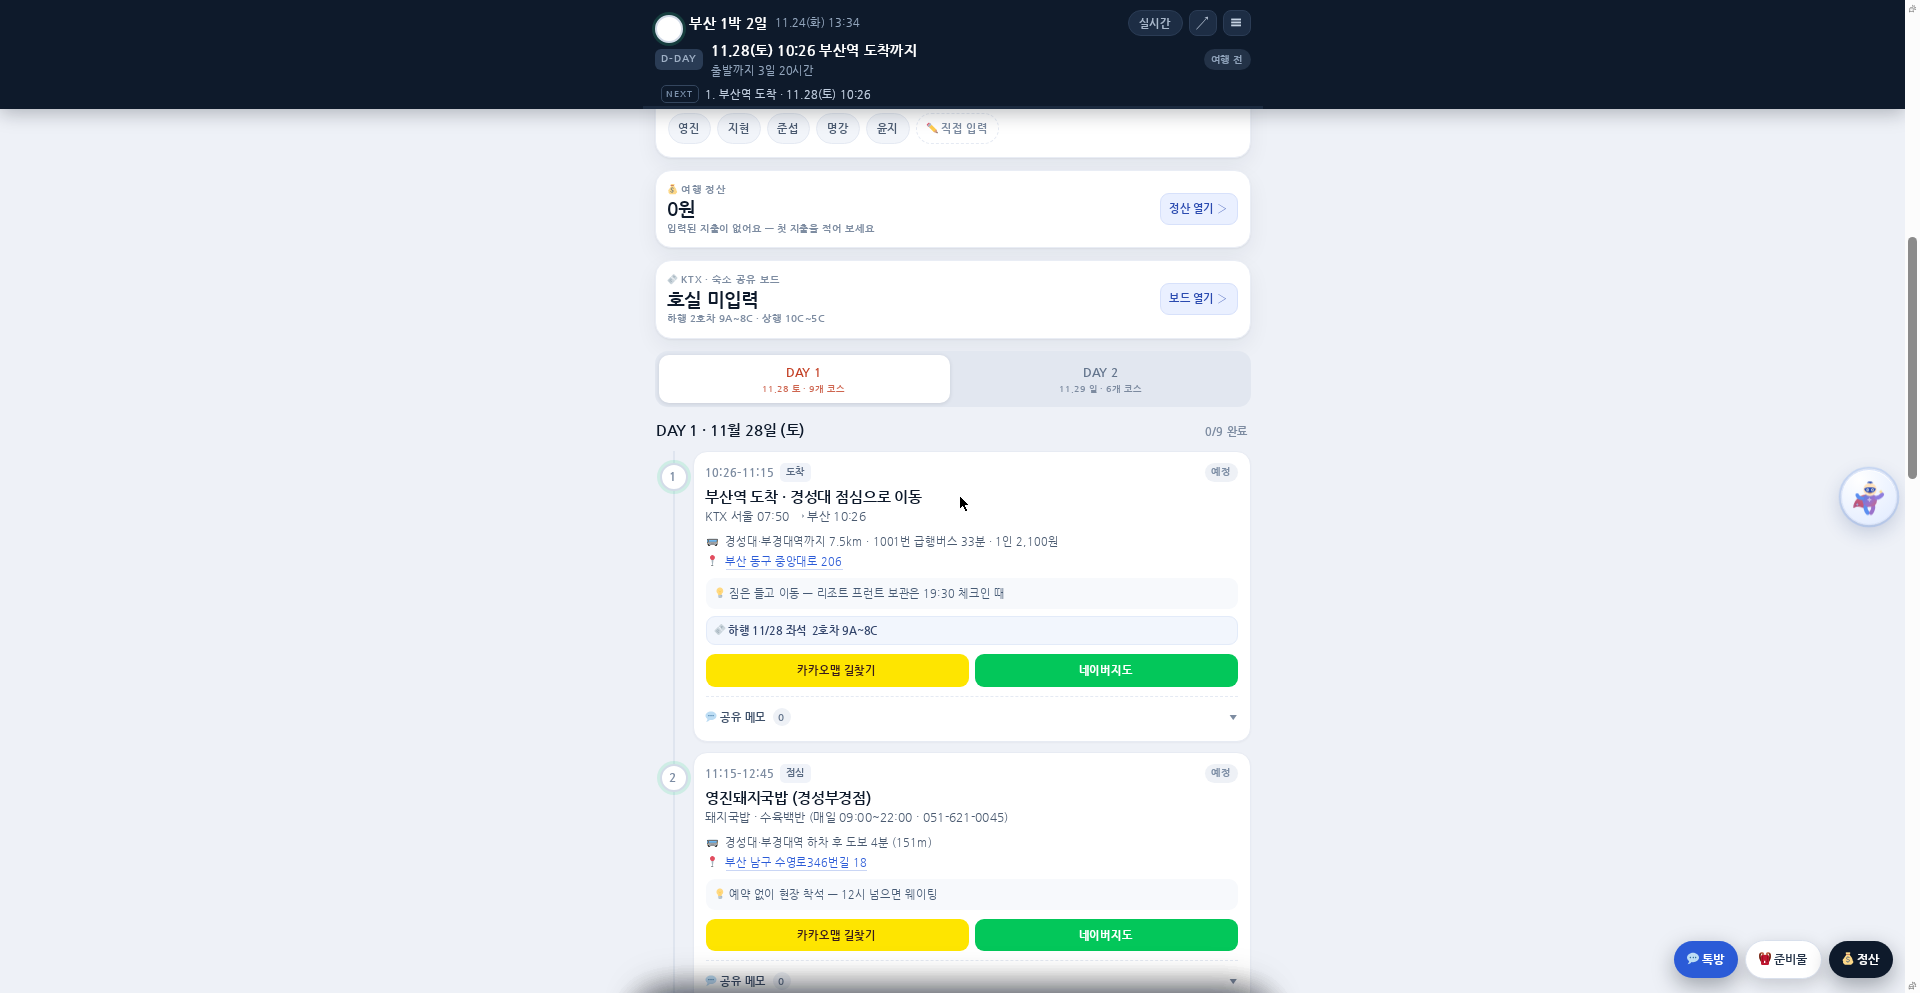 부산 1박 2일 11.24(화) 13:34
실시간
D-DAY
11.28(토) 10:26 부산역 도착까지
출발까지 3일 20시간
여행 전
NEXT 1. 부산역 도착 · 11.28(토) 10:26
영진 지현 준섭 명강 윤지 ✏️ 직접 입력
💰 여행 정산
0원
입력된 지출이 없어요 — 첫 지출을 적어 보세요
정산 열기 >
KTX · 숙소 공유 보드
호실 미입력
하행 2호차 9A~8C · 상행 10C~5C
보드 열기 >
DAY 1
11.28 토 · 9개 코스
DAY 2
11.29 일 · 6개 코스
DAY 1 · 11월 28일 (토)
0/9 완료
1
10:26-11:15 도착
예정
부산역 도착 · 경성대 점심으로 이동
KTX 서울 07:50 → 부산 10:26
경성대·부경대역까지 7.5km · 1001번 급행버스 33분 · 1인 2,100원
부산 동구 중앙대로 206
짐은 들고 이동 — 리조트 프런트 보관은 19:30 체크인 때
하행 11/28 좌석 2호차 9A~8C
카카오맵 길찾기
네이버지도
공유 메모 0
▼
2
11:15-12:45 점심
예정
영진돼지국밥 (경성부경점)
돼지국밥 · 수육백반 (매일 09:00~22:00 · 051-621-0045)
경성대·부경대역 하차 후 도보 4분 (151m)
부산 남구 수영로346번길 18
예약 없이 현장 착석 — 12시 넘으면 웨이팅
카카오맵 길찾기
네이버지도
공유 메모 0
▼
톡방
준비물
정산